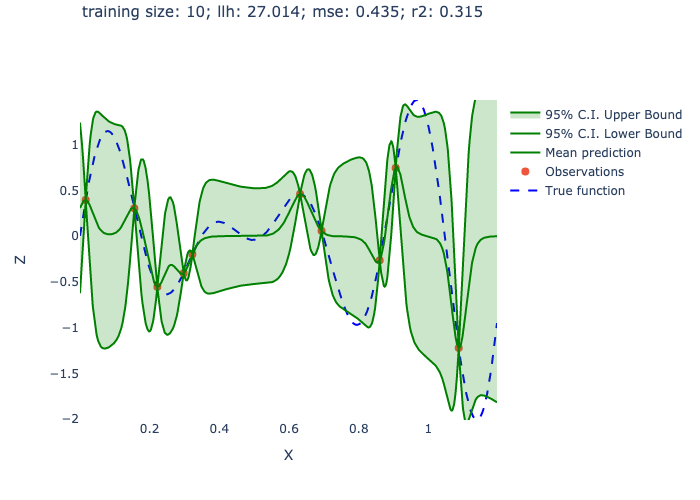 training size: 10; llh: 27.014; mse: 0.435; r2: 0.315
95% C.I. Upper Bound
95% C.I. Lower Bound
Mean prediction
Observations
True function
1
0.5
0
−0.5
−1
−1.5
−2
Z
0.2
0.4
0.6
0.8
1
X